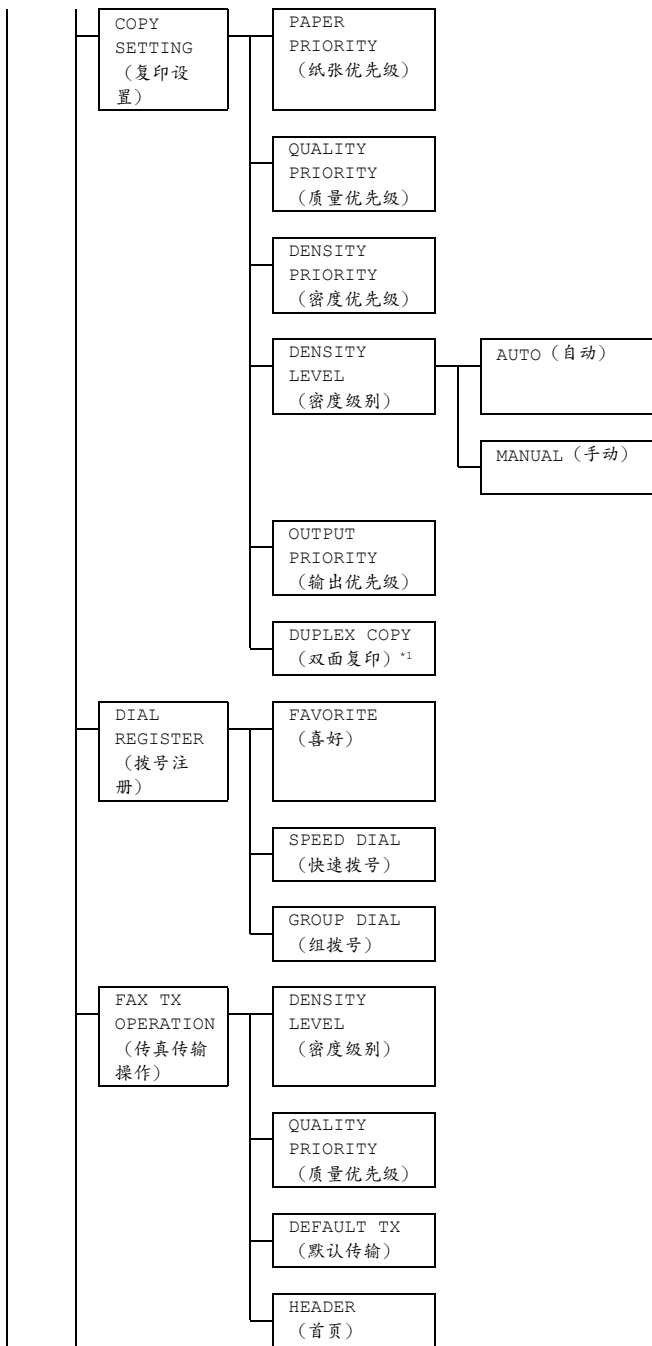 COPY
SETTING
（复印设
置）
PAPER
PRIORITY
（纸张优先级）
QUALITY
PRIORITY
（质量优先级）
DENSITY
PRIORITY
（密度优先级）
DENSITY
LEVEL
（密度级别）
AUTO（自动）
MANUAL（手动）
OUTPUT
PRIORITY
（输出优先级）
DUPLEX COPY
（双面复印）*1
DIAL
REGISTER
（拨号注
册）
FAVORITE
（喜好）
SPEED DIAL
（快速拨号）
GROUP DIAL
（组拨号）
FAX TX
OPERATION
（传真传输
操作）
DENSITY
LEVEL
（密度级别）
QUALITY
PRIORITY
（质量优先级）
DEFAULT TX
（默认传输）
HEADER
（首页）